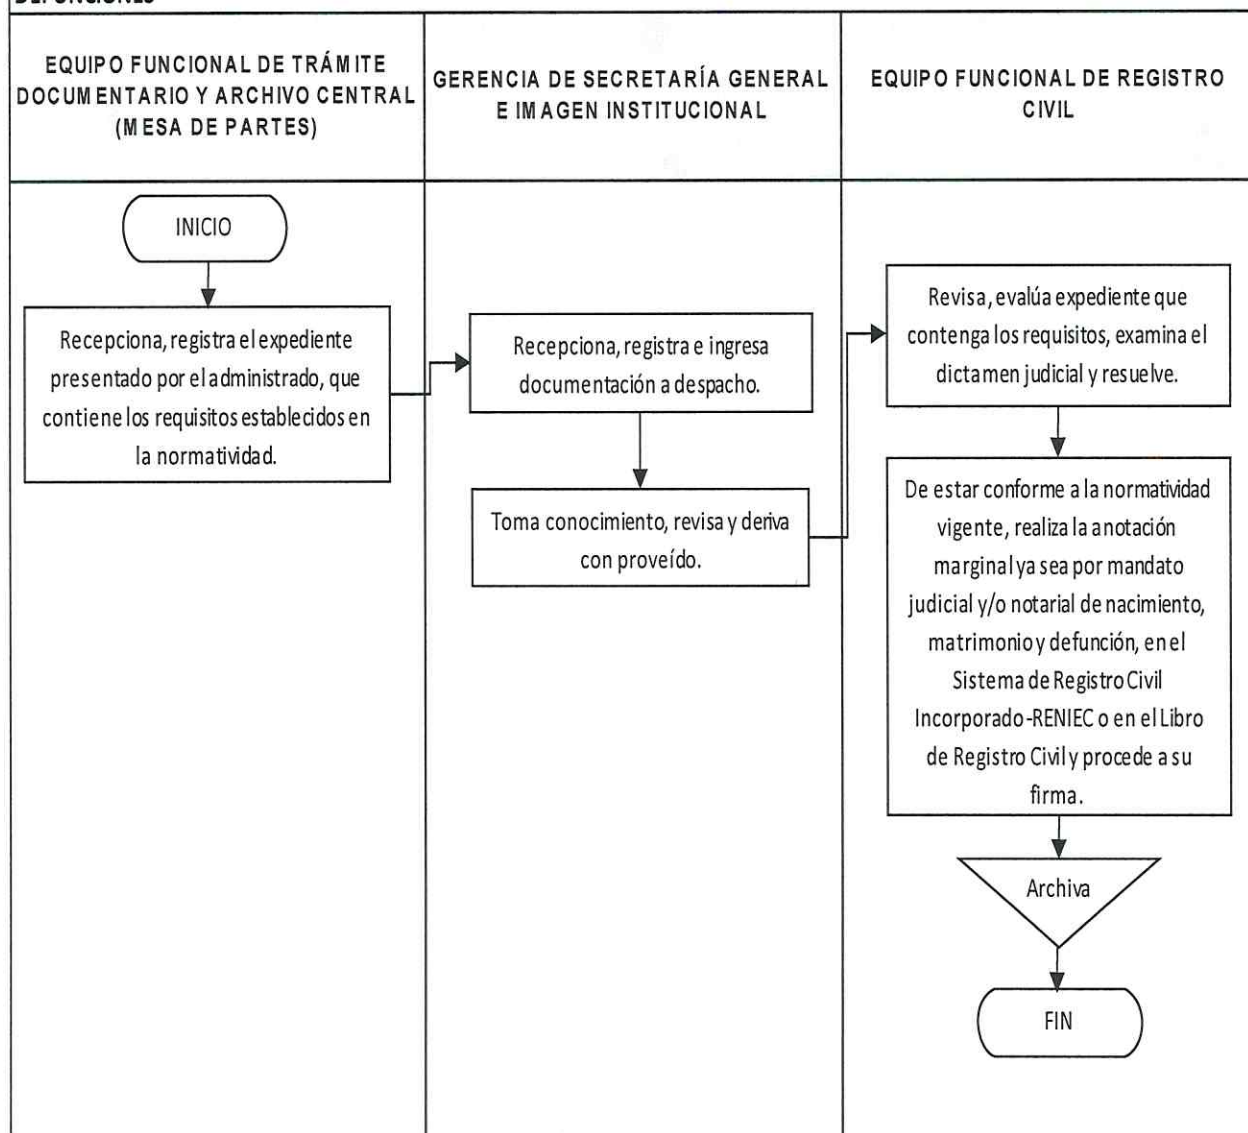 DEFUNCIONES
EQUIPO FUNCIONAL DE TRÁMITE
DOCUMENTARIO Y ARCHIVO CENTRAL
(MESA DE PARTES)
GERENCIA DE SECRETARÍA GENERAL
E IMAGEN INSTITUCIONAL
EQUIPO FUNCIONAL DE REGISTRO
CIVIL
INICIO
Recepciona, registra el expediente
presentado por el administrado, que
contiene los requisitos establecidos en
la normatividad.
Recepciona, registra e ingresa
documentación a despacho.
Toma conocimiento, revisa y deriva
con proveído.
Revisa, evalúa expediente que
contenga los requisitos, examina el
dictamen judicial y resuelve.
De estar conforme a la normatividad
vigente, realiza la anotación
marginal ya sea por mandato
judicial y/o notarial de nacimiento,
matrimonio y defunción, en el
Sistema de Registro Civil
Incorporado-RENIEC o en el Libro
de Registro Civil y procede a su
firma.
Archiva
FIN